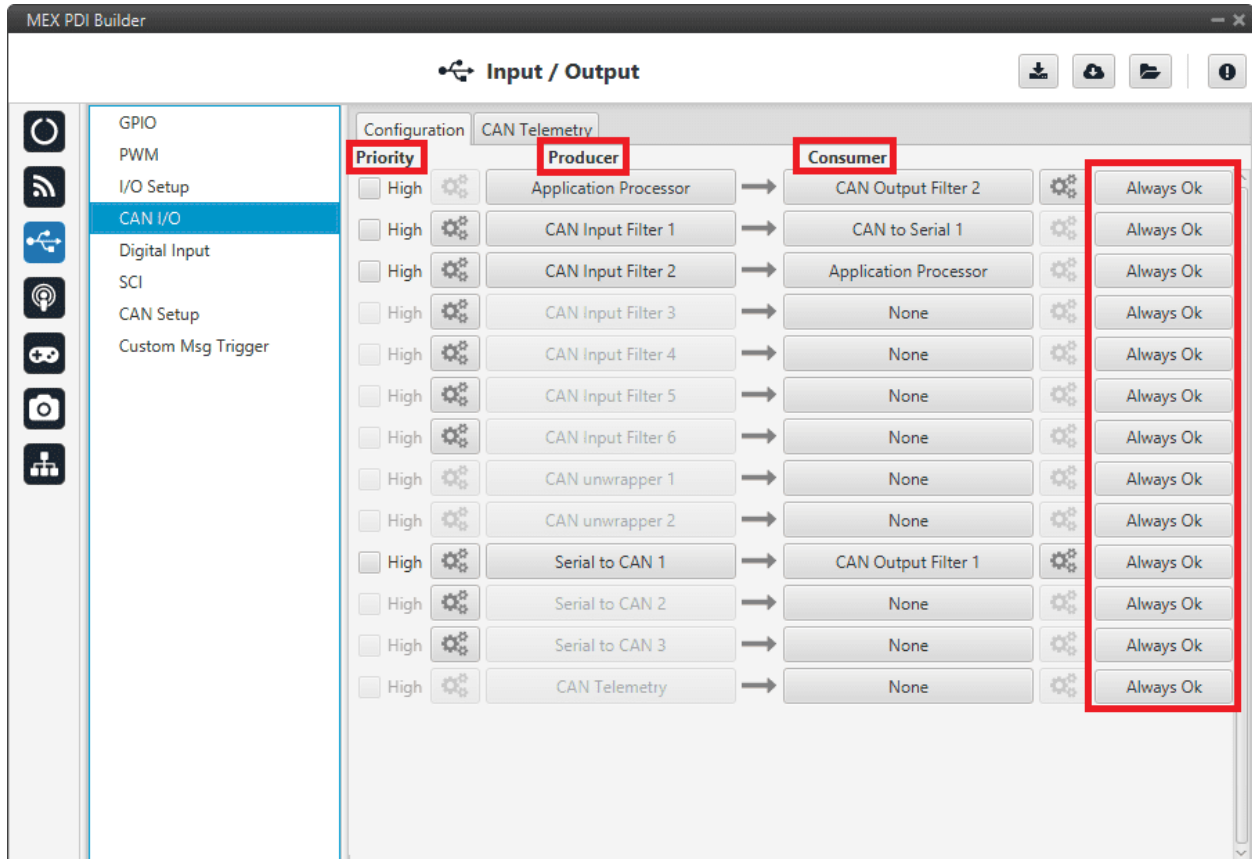 MEX PDI Builder
Input / Output
GPIO
PWM
I/O Setup
CAN I/O
Digital Input
SCI
CAN Setup
Custom Msg Trigger
Configuration CAN Telemetry
Priority Producer Consumer
High Application Processor CAN Output Filter 2 Always Ok
High CAN Input Filter 1 CAN to Serial 1 Always Ok
High CAN Input Filter 2 Application Processor Always Ok
High CAN Input Filter 3 None Always Ok
High CAN Input Filter 4 None Always Ok
High CAN Input Filter 5 None Always Ok
High CAN Input Filter 6 None Always Ok
High CAN unwrapper 1 None Always Ok
High CAN unwrapper 2 None Always Ok
High Serial to CAN 1 CAN Output Filter 1 Always Ok
High Serial to CAN 2 None Always Ok
High Serial to CAN 3 None Always Ok
High CAN Telemetry None Always Ok